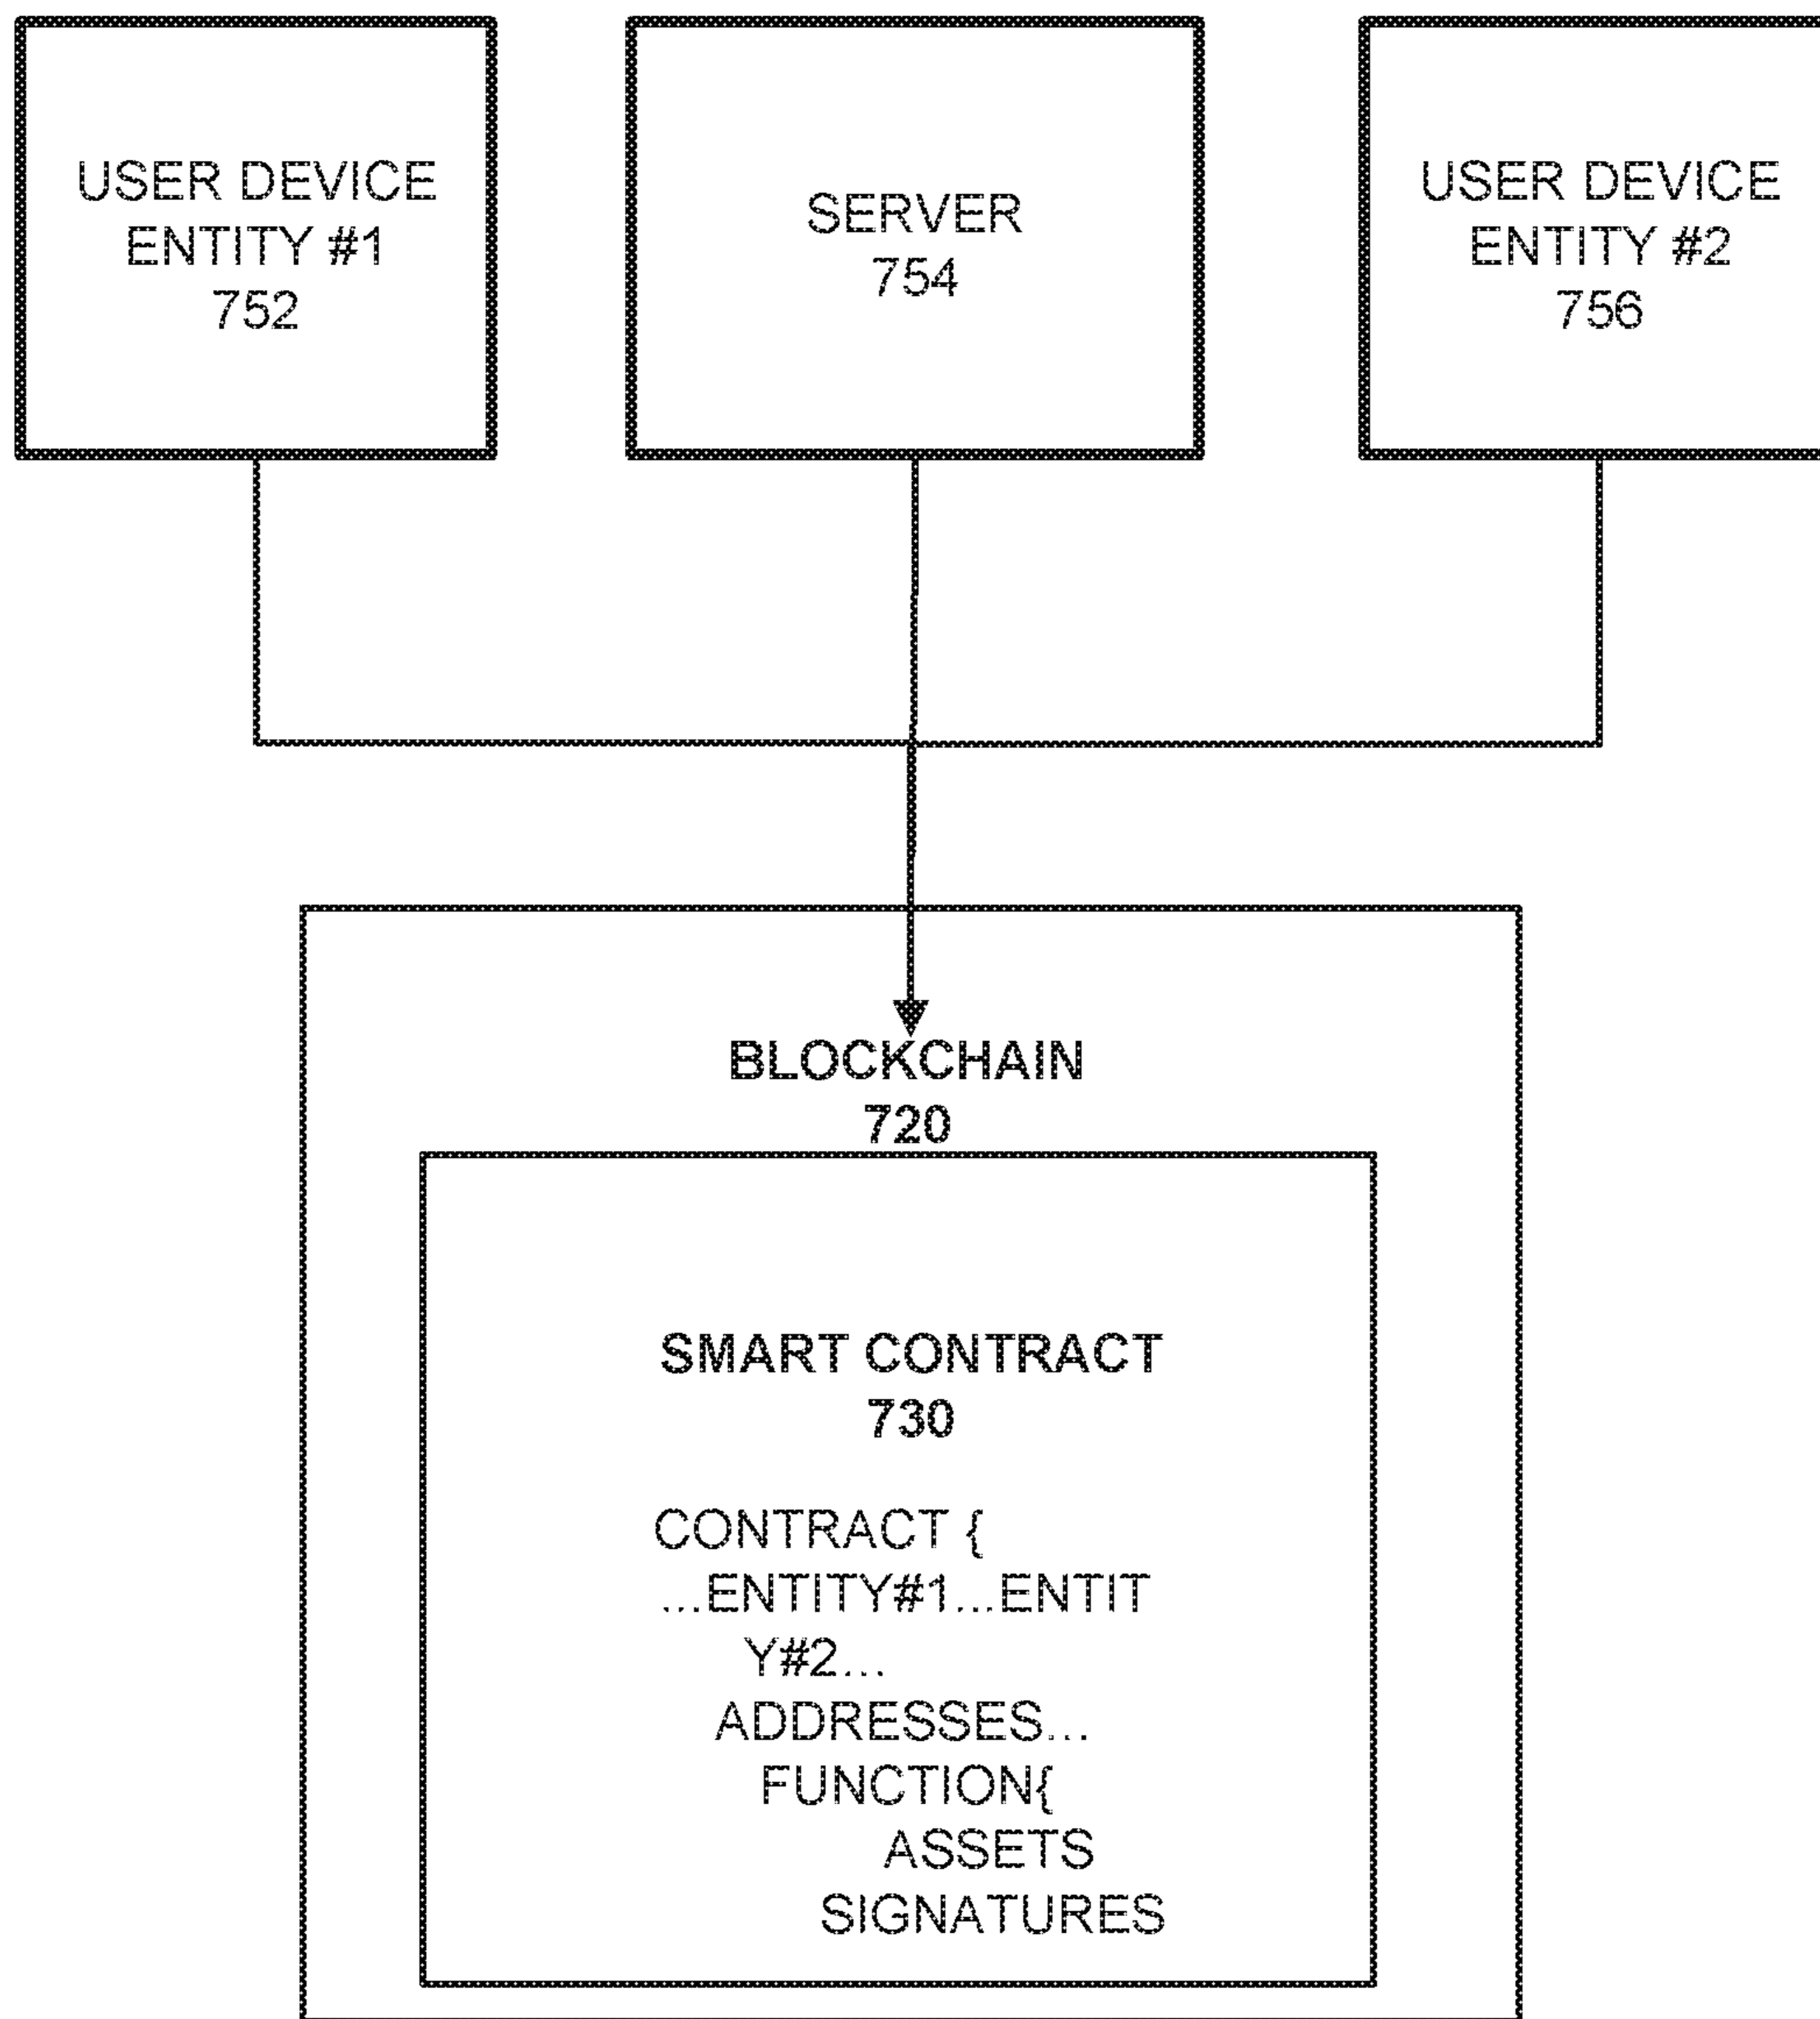 USER DEVICE
ENTITY #1
752
SERVER
754
USER DEVICE
ENTITY #2
756
BLOCKCHAIN
720
SMART CONTRACT
730
CONTRACT {
...ENTITY#1...ENTIT
Y#2...
ADDRESSES...
FUNCTION{
ASSETS
SIGNATURES